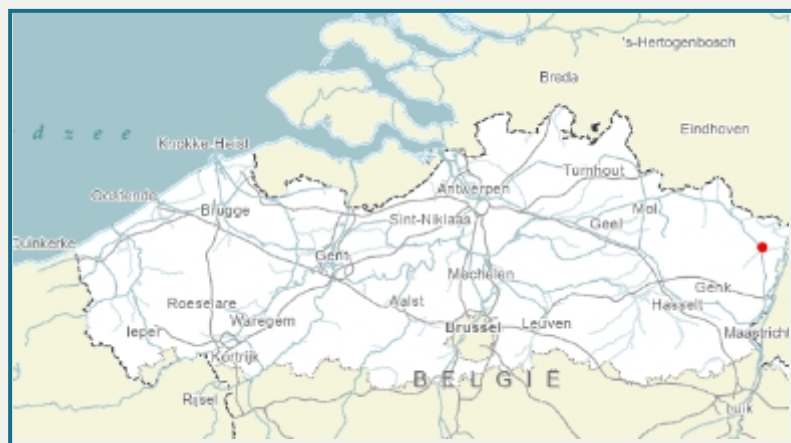 's-Hertogenbosch
Breda
d z e e
Eindhoven
Knokke-Heist
Turnhout
Oostende
Antwerpen
Brugge
Mol
Sint-Niklaas
Geel
Duinkerke
Gent
Mechelen
Genk
Roeselare
Aalst
Hasselt
Ieper
Waregem
Brussel
Leuven
Maastricht
Kortrijk
BELGIË
Rijsel
Luik